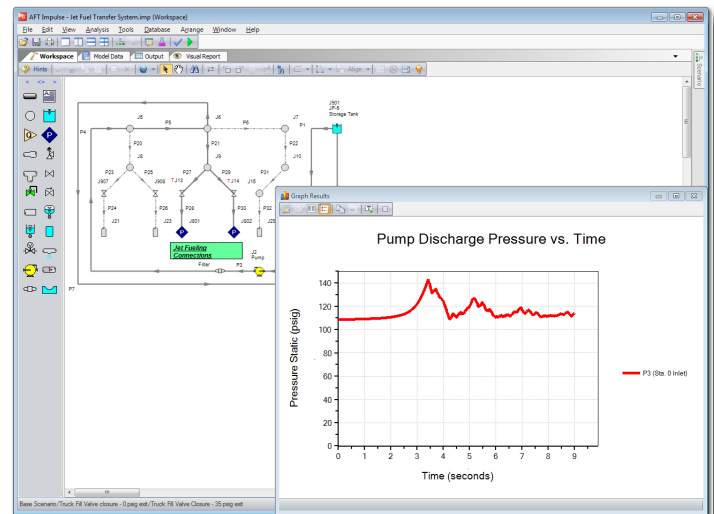 AFT Impulse - Jet Fuel Transfer System.imp (Workspace)
File Edit View Analysis Tools Database Arrange Window Help
Workspace Model Data Output Visual Report
Hints
Align
Scenario
J901
JP-5
Storage Tank
J5 J6 J7
P4 P5 P6 P1
P20 P21 P22
J8 J9 J10
P23 P25 P27 P29 P31
J907 J908 TJ13 TJ14 J15
P24 P26 P28 P30 P32
J21 J23 J801 J802 J25
Jet Fueling
Connections
J2
Pump
Filter P3
P7
Base Scenario/Truck Fill Valve closure - 0 psig exit/Truck Fill Valve Closure - 35 psig exit
Graph Results
Pump Discharge Pressure vs. Time
Pressure Static (psig)
140
120
100
80
60
40
20
0
0 1 2 3 4 5 6 7 8 9
Time (seconds)
P3 (Sta. 0 Inlet)